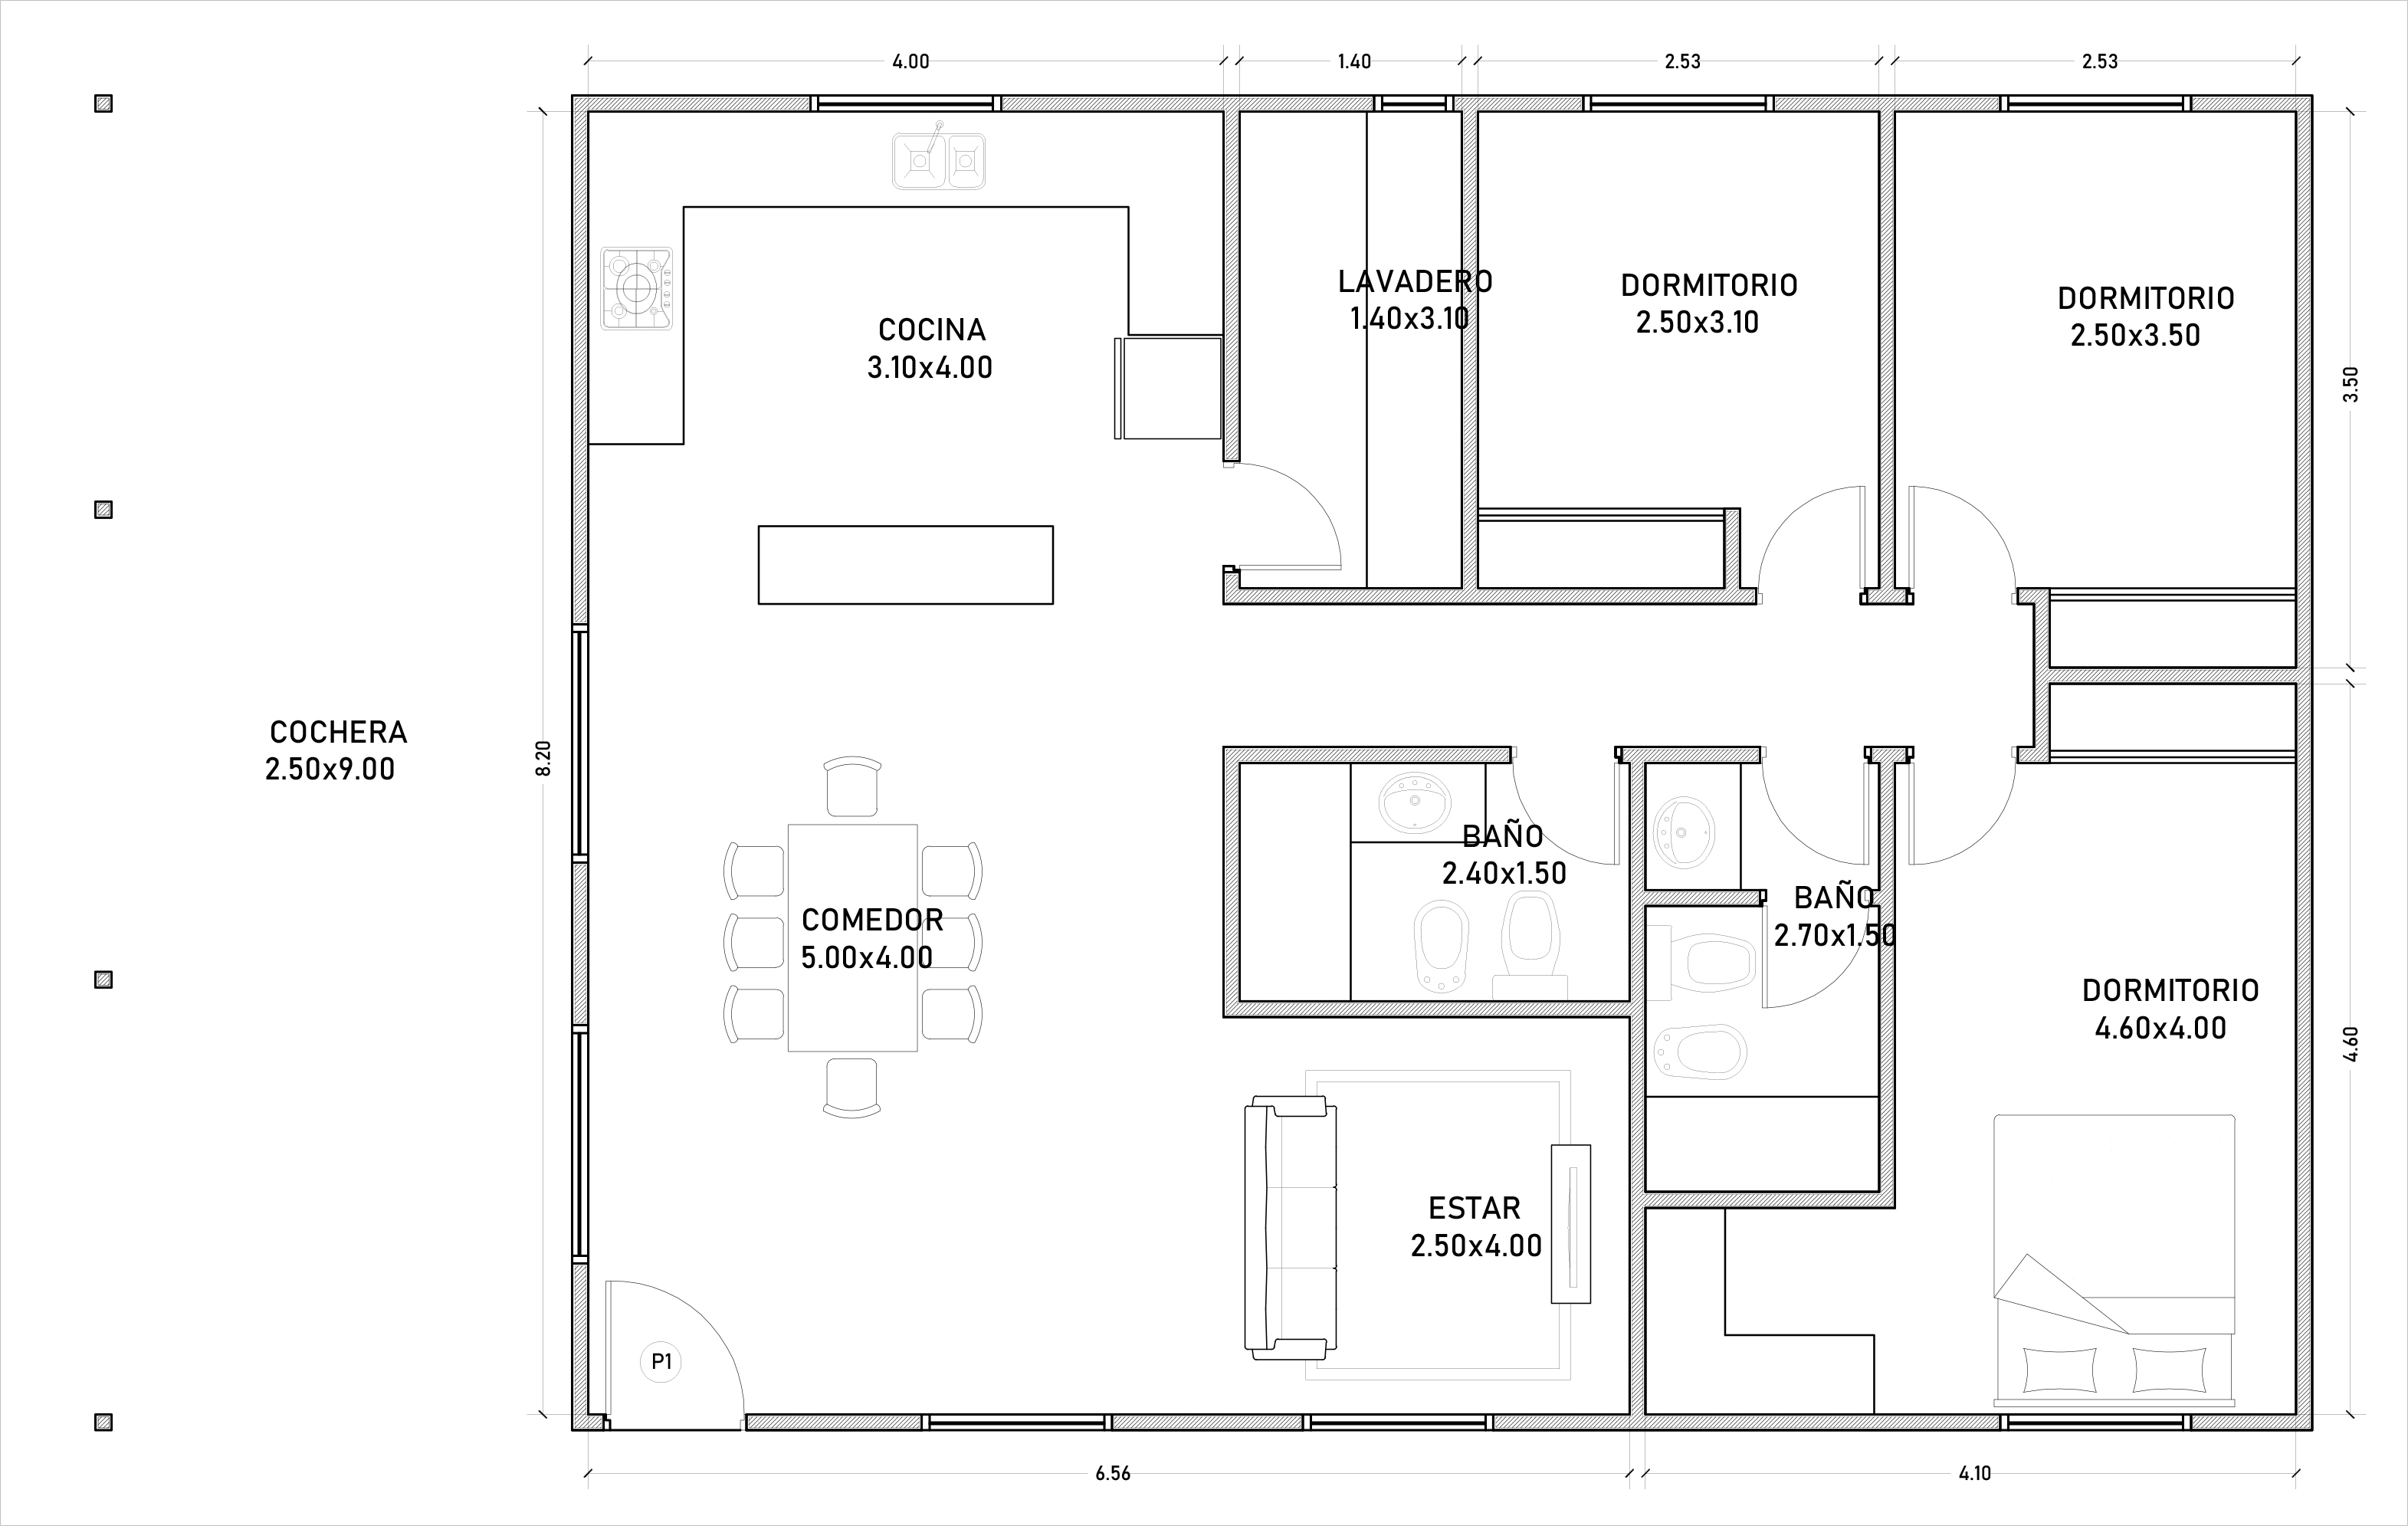 4.00
1.40
2.53
2.53
LAVADERO
1.40x3.10
DORMITORIO
2.50x3.10
DORMITORIO
2.50x3.50
COCINA
3.10x4.00
3.50
COCHERA
2.50x9.00
8.20
BAÑO
2.40x1.50
BAÑO
2.70x1.50
COMEDOR
5.00x4.00
DORMITORIO
4.60x4.00
4.60
ESTAR
2.50x4.00
P1
6.56
4.10